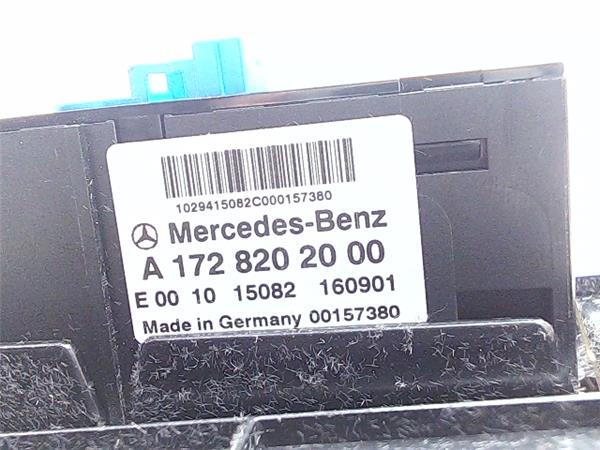 1029415082C000157380
Mercedes-Benz
A 172 820 20 00
E 00 10 15082 160901
Made in Germany 00157380